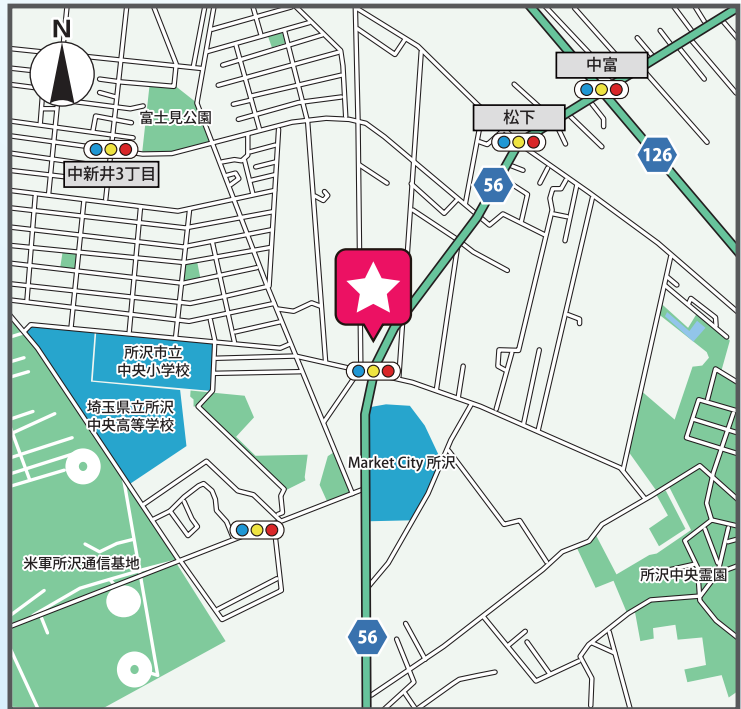 N
中富
松下
富士見公園
126
中新井3丁目
56
所沢市立
中央小学校
埼玉県立所沢
中央高等学校
Market City 所沢
米軍所沢通信基地
所沢中央霊園
56